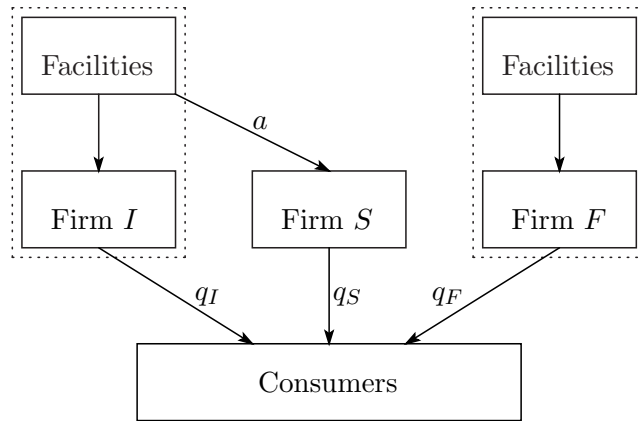 Facilities
Facilities
a
Firm I
Firm S
Firm F
q_I
q_S
q_F
Consumers